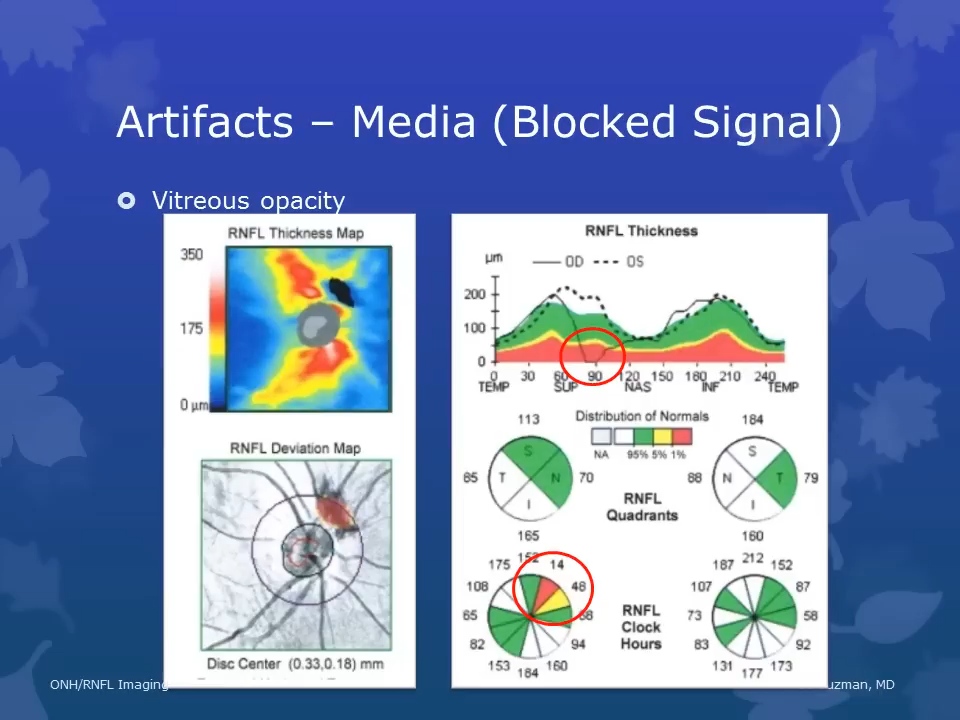 Artifacts – Media (Blocked Signal)
Vitreous opacity
RNFL Thickness Map
350
175
0 µm
RNFL Deviation Map
Disc Center (0.33,0.18) mm
RNFL Thickness
µm
OD OS
200
100
0
0 30 60 90 120 150 180 210 240
TEMP SUP NAS INF TEMP
Distribution of Normals
NA 95% 5% 1%
113
S
65 T N 70
I
165
RNFL
Quadrants
184
S
88 N T 79
I
160
152
14
48
94
160
184
153
82
65
108
175
RNFL
Clock
Hours
212
152
87
58
92
173
177
131
83
73
107
187
ONH/RNFL Imaging
MD